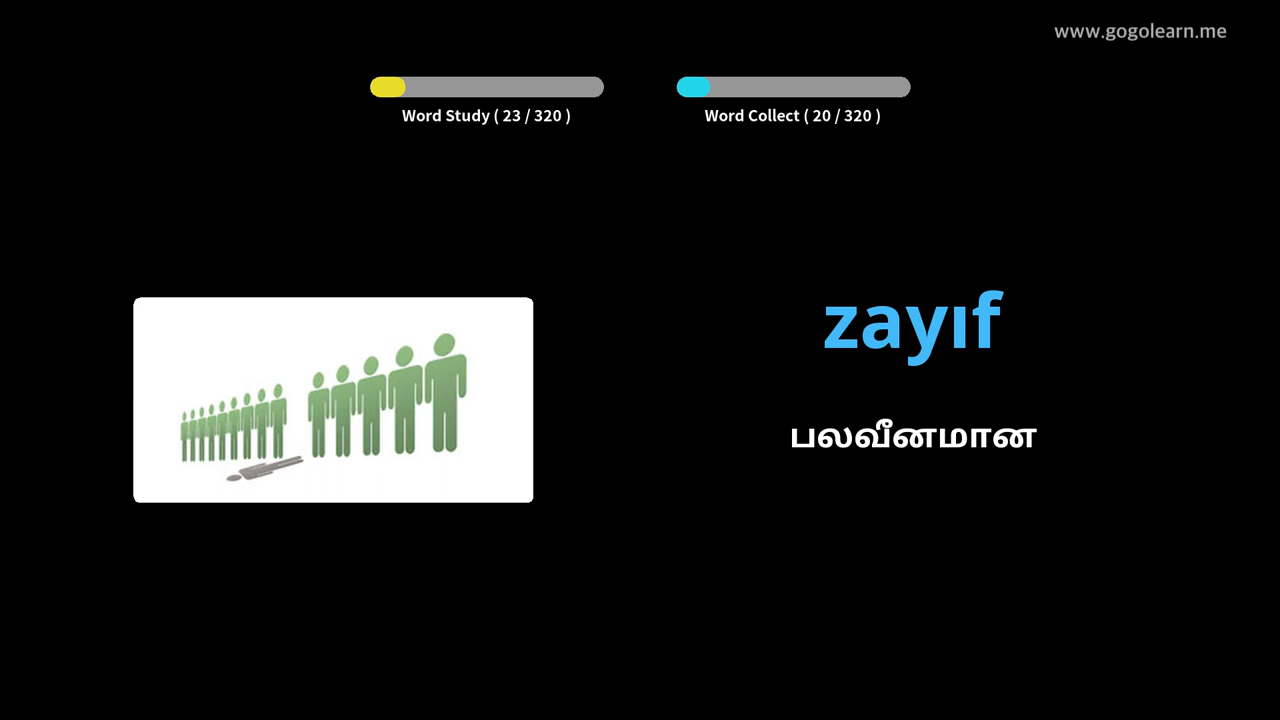 www.gogolearn.me
Word Study ( 23 / 320 )
Word Collect ( 20 / 320 )
zayıf
பலவீனமான